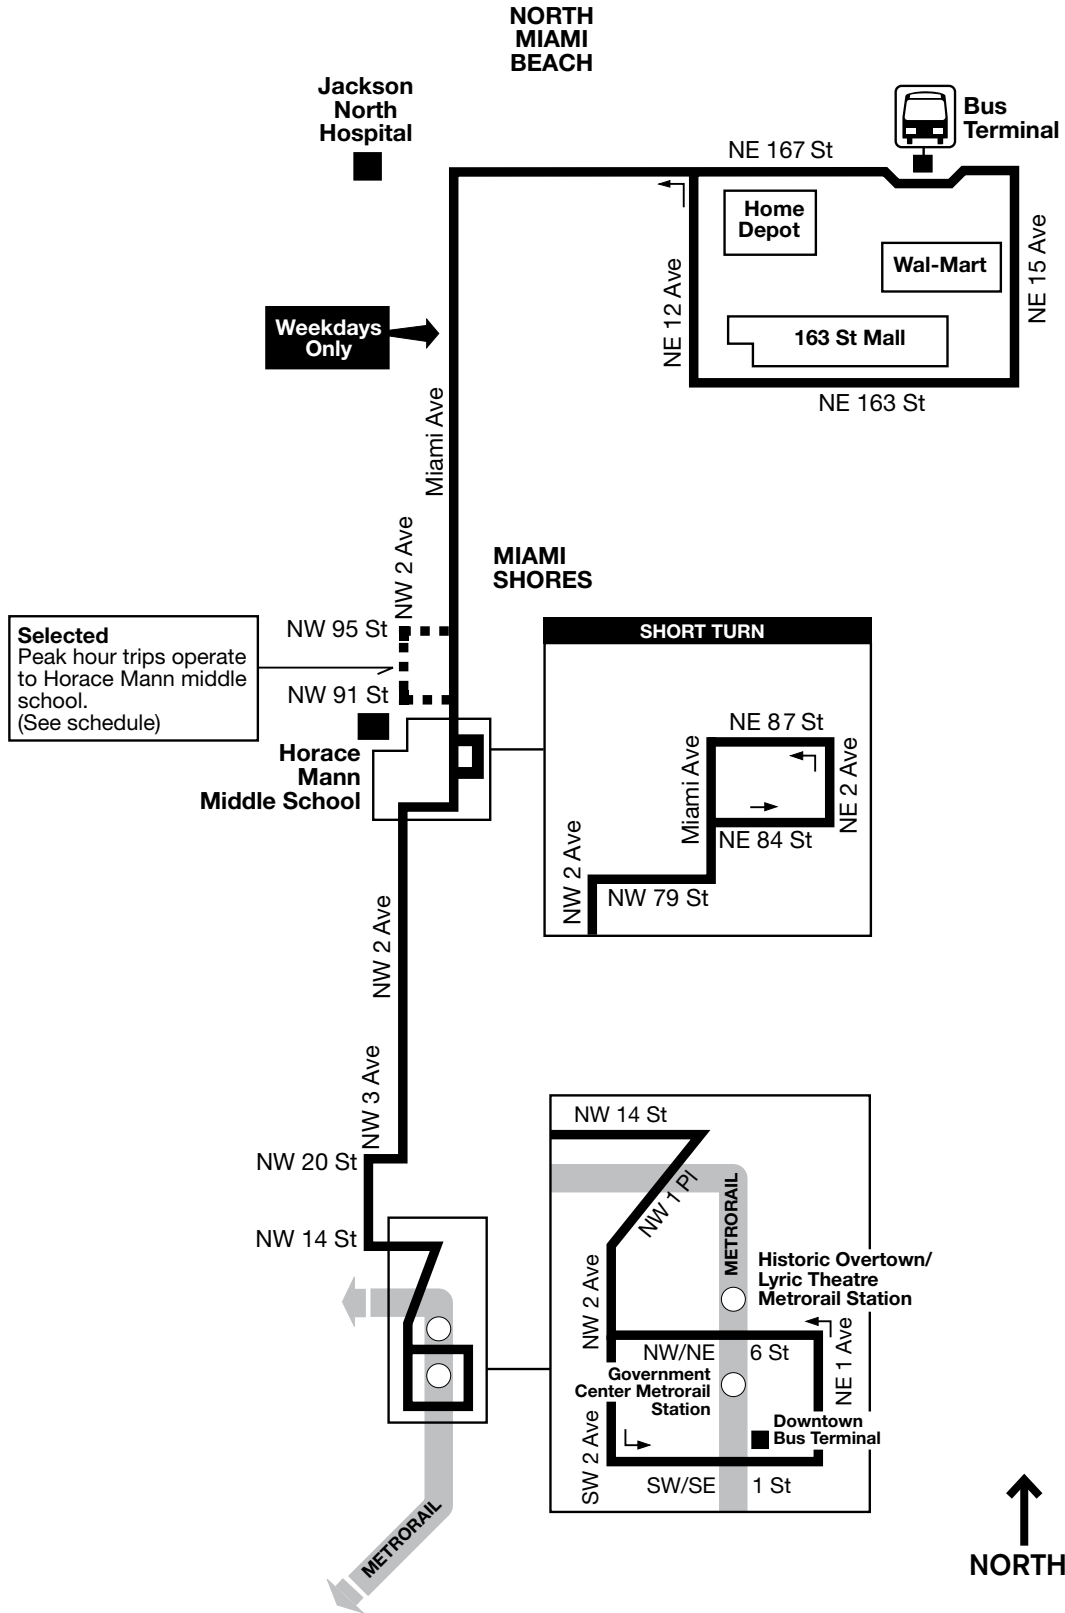 NORTH
MIAMI
BEACH
Jackson
North
Hospital
Bus
Terminal
NE 167 St
Home
Depot
Wal-Mart
NE 15 Ave
NE 12 Ave
163 St Mall
NE 163 St
Weekdays
Only
Miami Ave
NW 2 Ave
MIAMI
SHORES
Selected
Peak hour trips operate
to Horace Mann middle
school.
(See schedule)
NW 95 St
NW 91 St
Horace
Mann
Middle School
SHORT TURN
NE 87 St
Miami Ave
NE 2 Ave
NE 84 St
NW 2 Ave
NW 79 St
NW 2 Ave
NW 3 Ave
NW 20 St
NW 14 St
METRORAIL
NW 14 St
NW 1 Pl
METRORAIL
Historic Overtown/
Lyric Theatre
Metrorail Station
NW 2 Ave
NW/NE 6 St
NE 1 Ave
Government
Center Metrorail
Station
SW 2 Ave
Downtown
Bus Terminal
SW/SE 1 St
NORTH